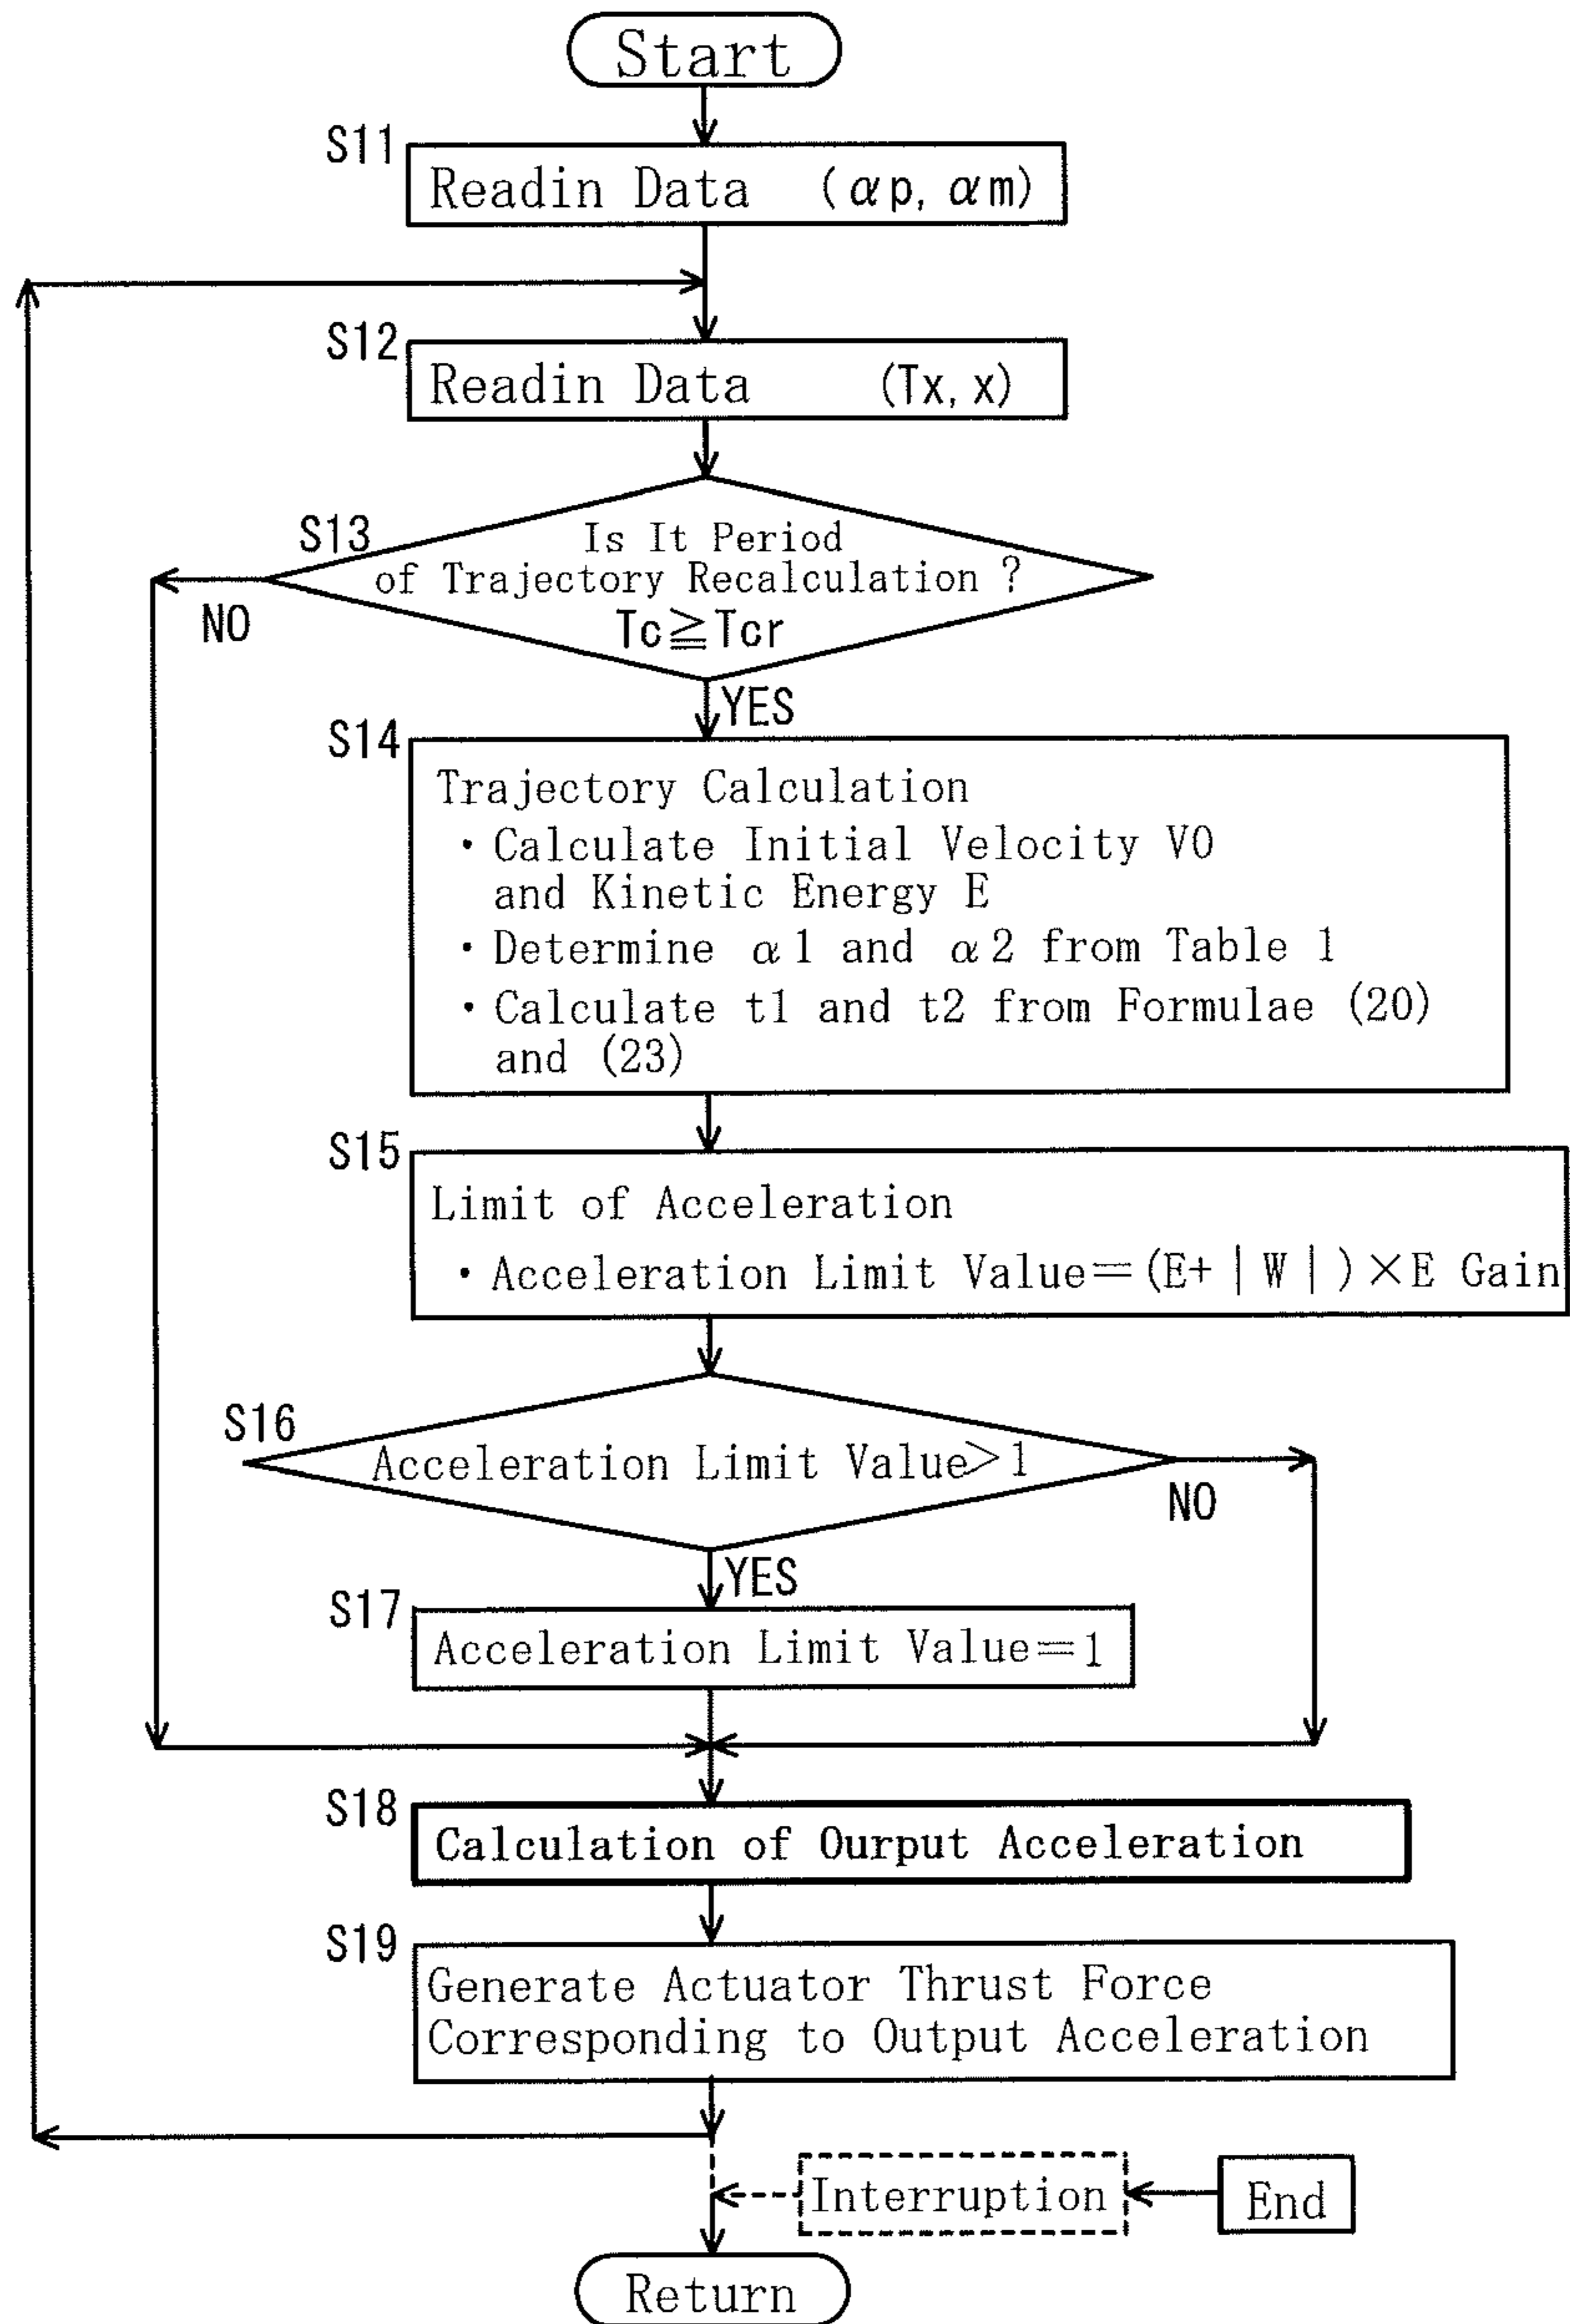 Start
S11
Readin Data (αp, αm)
S12
Readin Data (Tx, x)
S13
Is It Period
of Trajectory Recalculation ?
Tc≧Tcr
NO
YES
S14
Trajectory Calculation
・Calculate Initial Velocity V0
and Kinetic Energy E
・Determine α1 and α2 from Table 1
・Calculate t1 and t2 from Formulae (20)
and (23)
S15
Limit of Acceleration
・Acceleration Limit Value=(E+|W|)×E Gain
S16
Acceleration Limit Value>1
NO
YES
S17
Acceleration Limit Value=1
S18
Calculation of Ourput Acceleration
S19
Generate Actuator Thrust Force
Corresponding to Output Acceleration
Interruption
End
Return